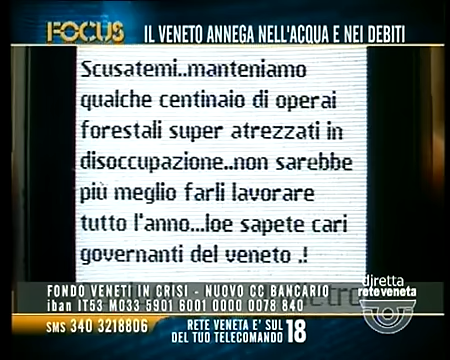 FOCUS
IL VENETO ANNEGA NELL'ACQUA E NEI DEBITI
Scusatemi..manteniamo
qualche centinaio di operai
forestali super atrezzati in
disoccupazione..non sarebbe
più meglio farli lavorare
tutto l'anno...loe sapete cari
governanti del veneto .!
FONDO VENETI IN CRISI - NUOVO CC BANCARIO
iban IT53 M033 5901 6001 0000 0078 840
diretta
reteveneta
SMS 340 3218806
RETE VENETA E' SUL
DEL TUO TELECOMANDO 18